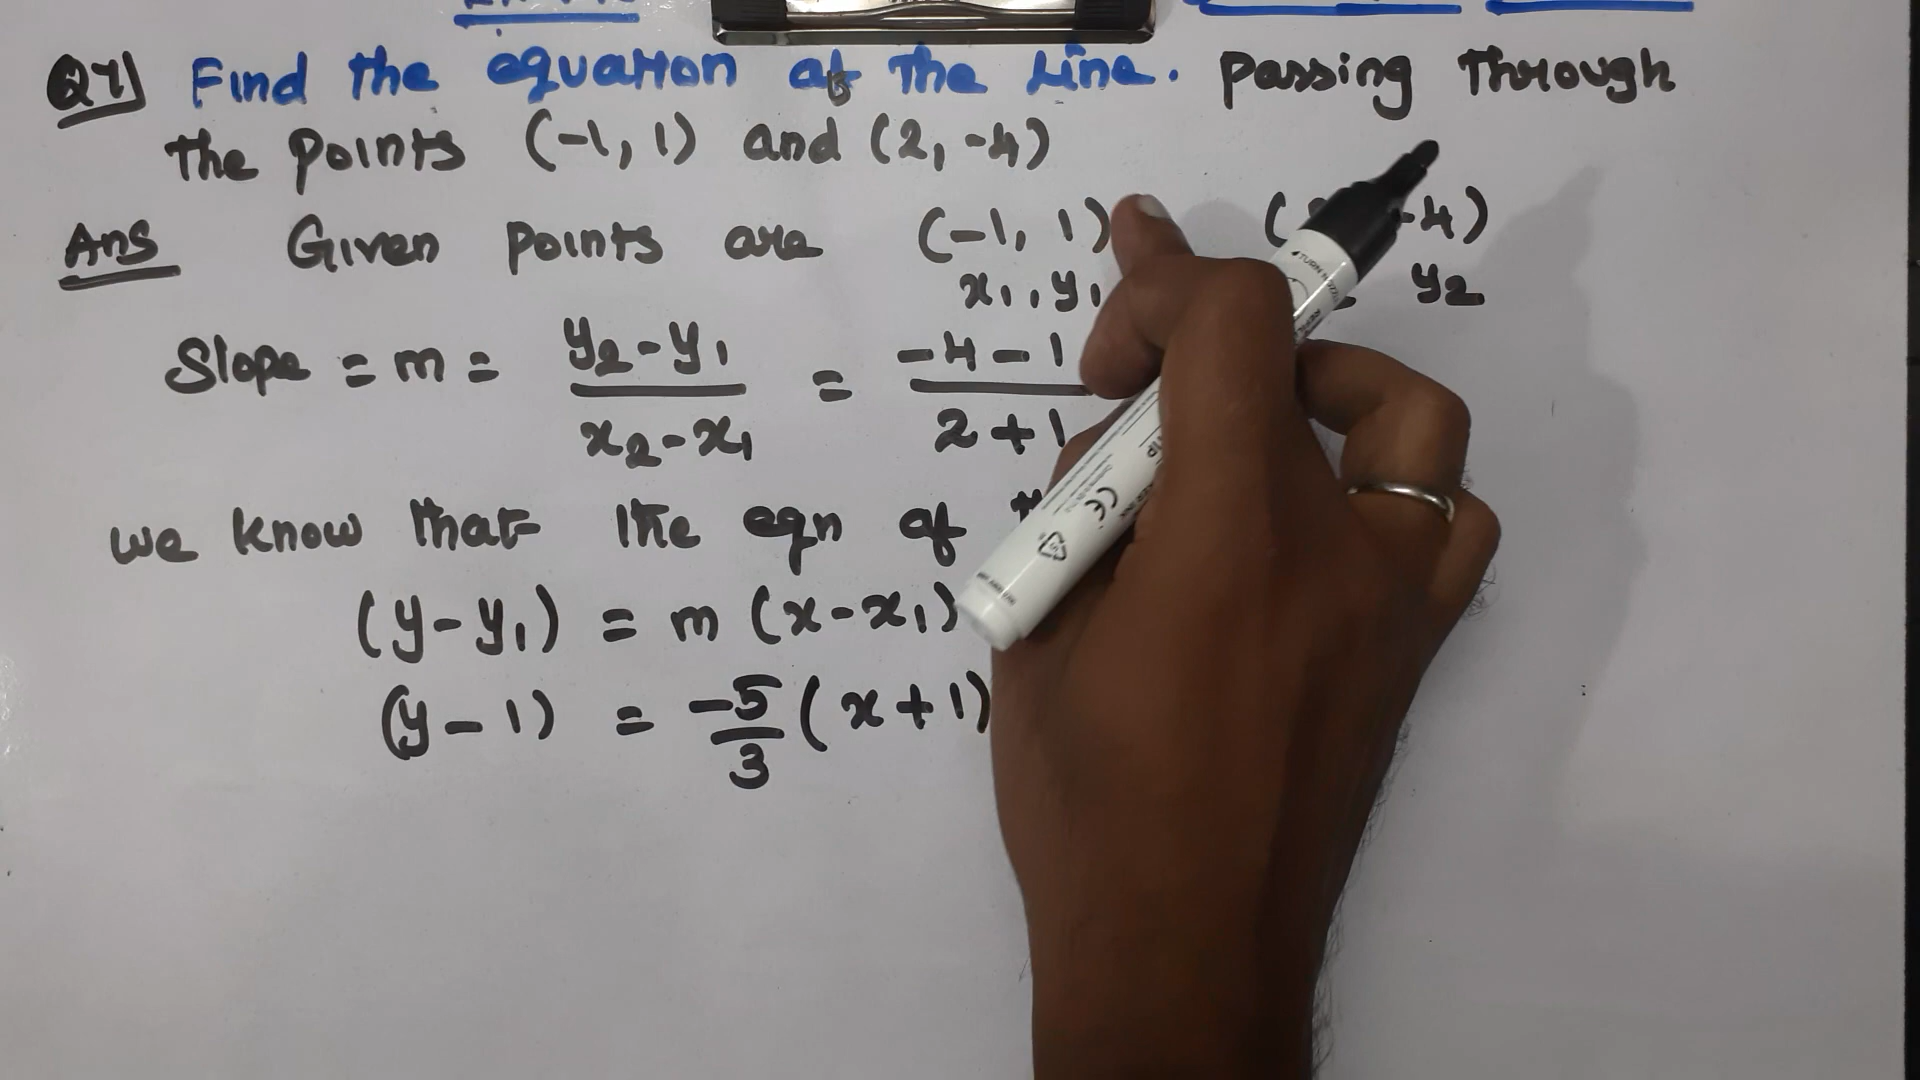 Q7) Find the equation of the Line. Passing Through
the points (-1, 1) and (2, -4)
Ans Given points are (-1, 1) -4)
x₁, y₁ y₂
Slope = m = y₂-y₁ / x₂-x₁ = -4-1 / 2+1
we know that the eqn of
(y-y₁) = m (x-x₁)
(y-1) = -5/3 (x+1)